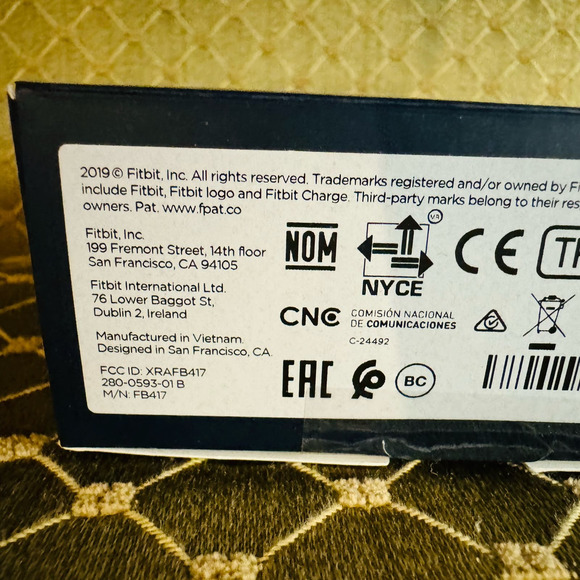 2019 © Fitbit, Inc. All rights reserved. Trademarks registered and/or owned by
include Fitbit, Fitbit logo and Fitbit Charge. Third-party marks belong to their
owners. Pat. www.fpat.co
Fitbit, Inc.
199 Fremont Street, 14th floor
San Francisco, CA 94105
Fitbit International Ltd.
76 Lower Baggot St,
Dublin 2, Ireland
Manufactured in Vietnam.
Designed in San Francisco, CA.
FCC ID: XRAFB417
280-0593-01 B
M/N: FB417
NOM
NYCE
CE
CNC COMISIÓN NACIONAL
DE COMUNICACIONES
C-24492
EAC
BC